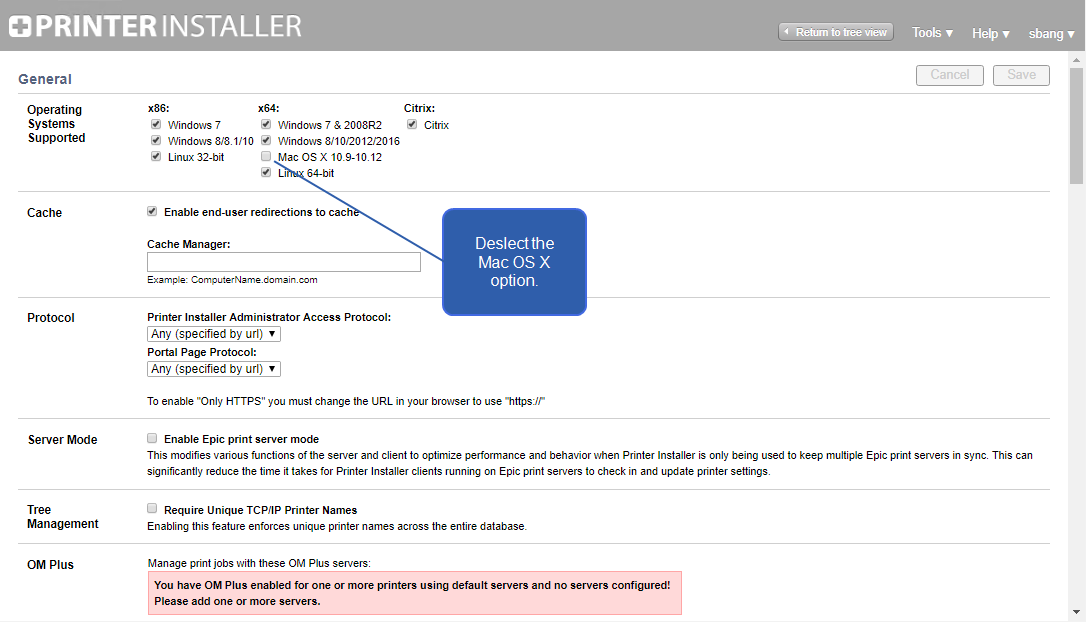 PRINTER INSTALLER
Return to tree view Tools ▾ Help ▾ sbang ▾
General Cancel Save
Operating Systems Supported
x86: x64: Citrix:
Windows 7 Windows 7 & 2008R2 Citrix
Windows 8/8.1/10 Windows 8/10/2012/2016
Linux 32-bit Mac OS X 10.9-10.12
Linux 64-bit
Cache Enable end-user redirections to cache
Deslect the
Mac OS X
option.
Cache Manager:
Example: ComputerName.domain.com
Protocol Printer Installer Administrator Access Protocol:
Any (specified by url) ▼
Portal Page Protocol:
Any (specified by url) ▼
To enable "Only HTTPS" you must change the URL in your browser to use "https://"
Server Mode Enable Epic print server mode
This modifies various functions of the server and client to optimize performance and behavior when Printer Installer is only being used to keep multiple Epic print servers in sync. This can
significantly reduce the time it takes for Printer Installer clients running on Epic print servers to check in and update printer settings.
Tree Management
Require Unique TCP/IP Printer Names
Enabling this feature enforces unique printer names across the entire database.
OM Plus Manage print jobs with these OM Plus servers:
You have OM Plus enabled for one or more printers using default servers and no servers configured!
Please add one or more servers.